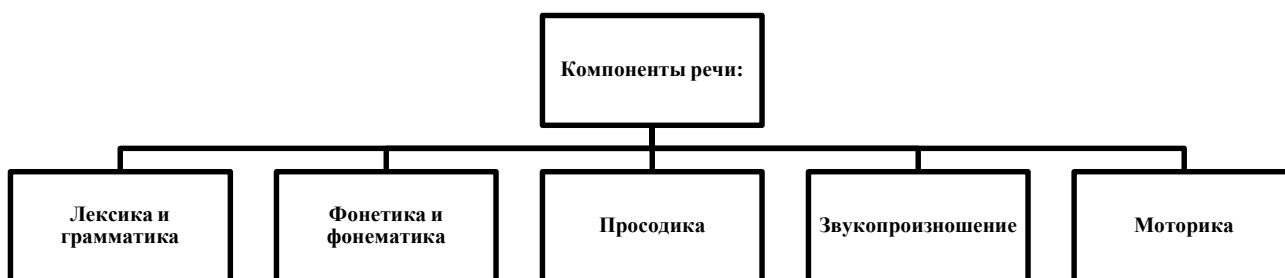 Компоненты речи:
Лексика и
грамматика
Фонетика и
фонематика
Просодика
Звукопроизношение
Моторика